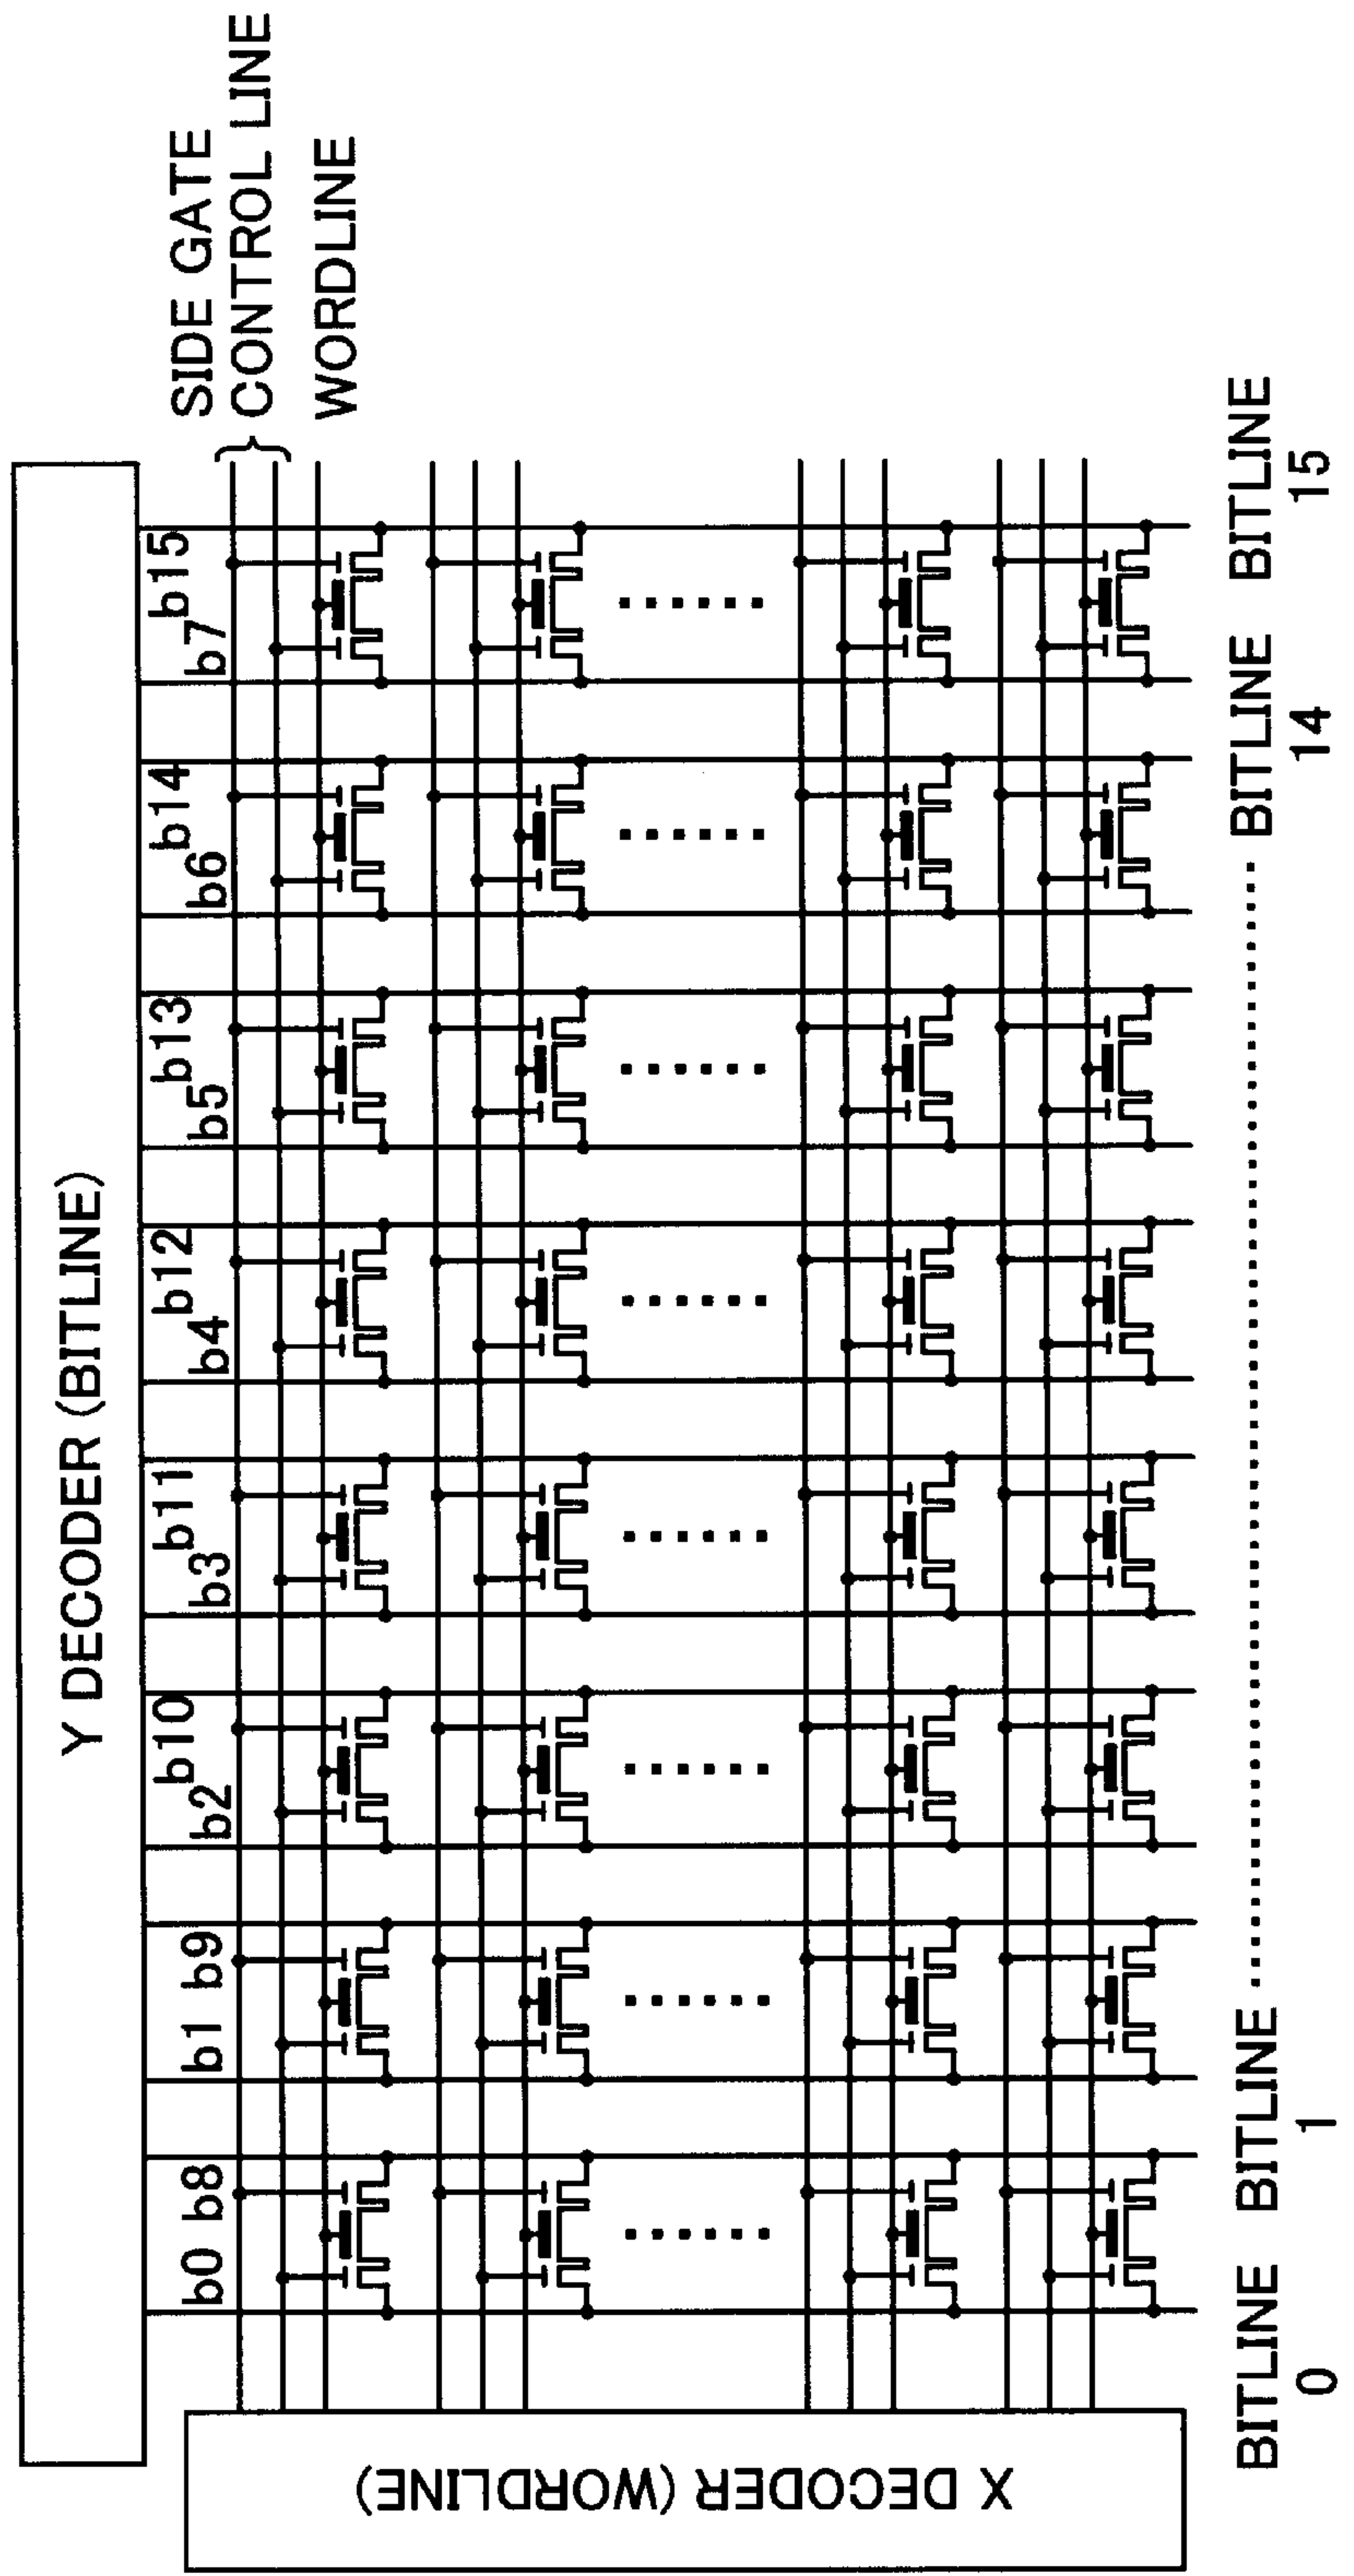 Y DECODER (BITLINE)
SIDE GATE
CONTROL LINE
WORDLINE
b0 b8 b1 b9 b2 b10 b3 b11 b4 b12 b5 b13 b6 b14 b7 b15
X DECODER (WORDLINE)
BITLINE BITLINE BITLINE BITLINE
0 1 14 15